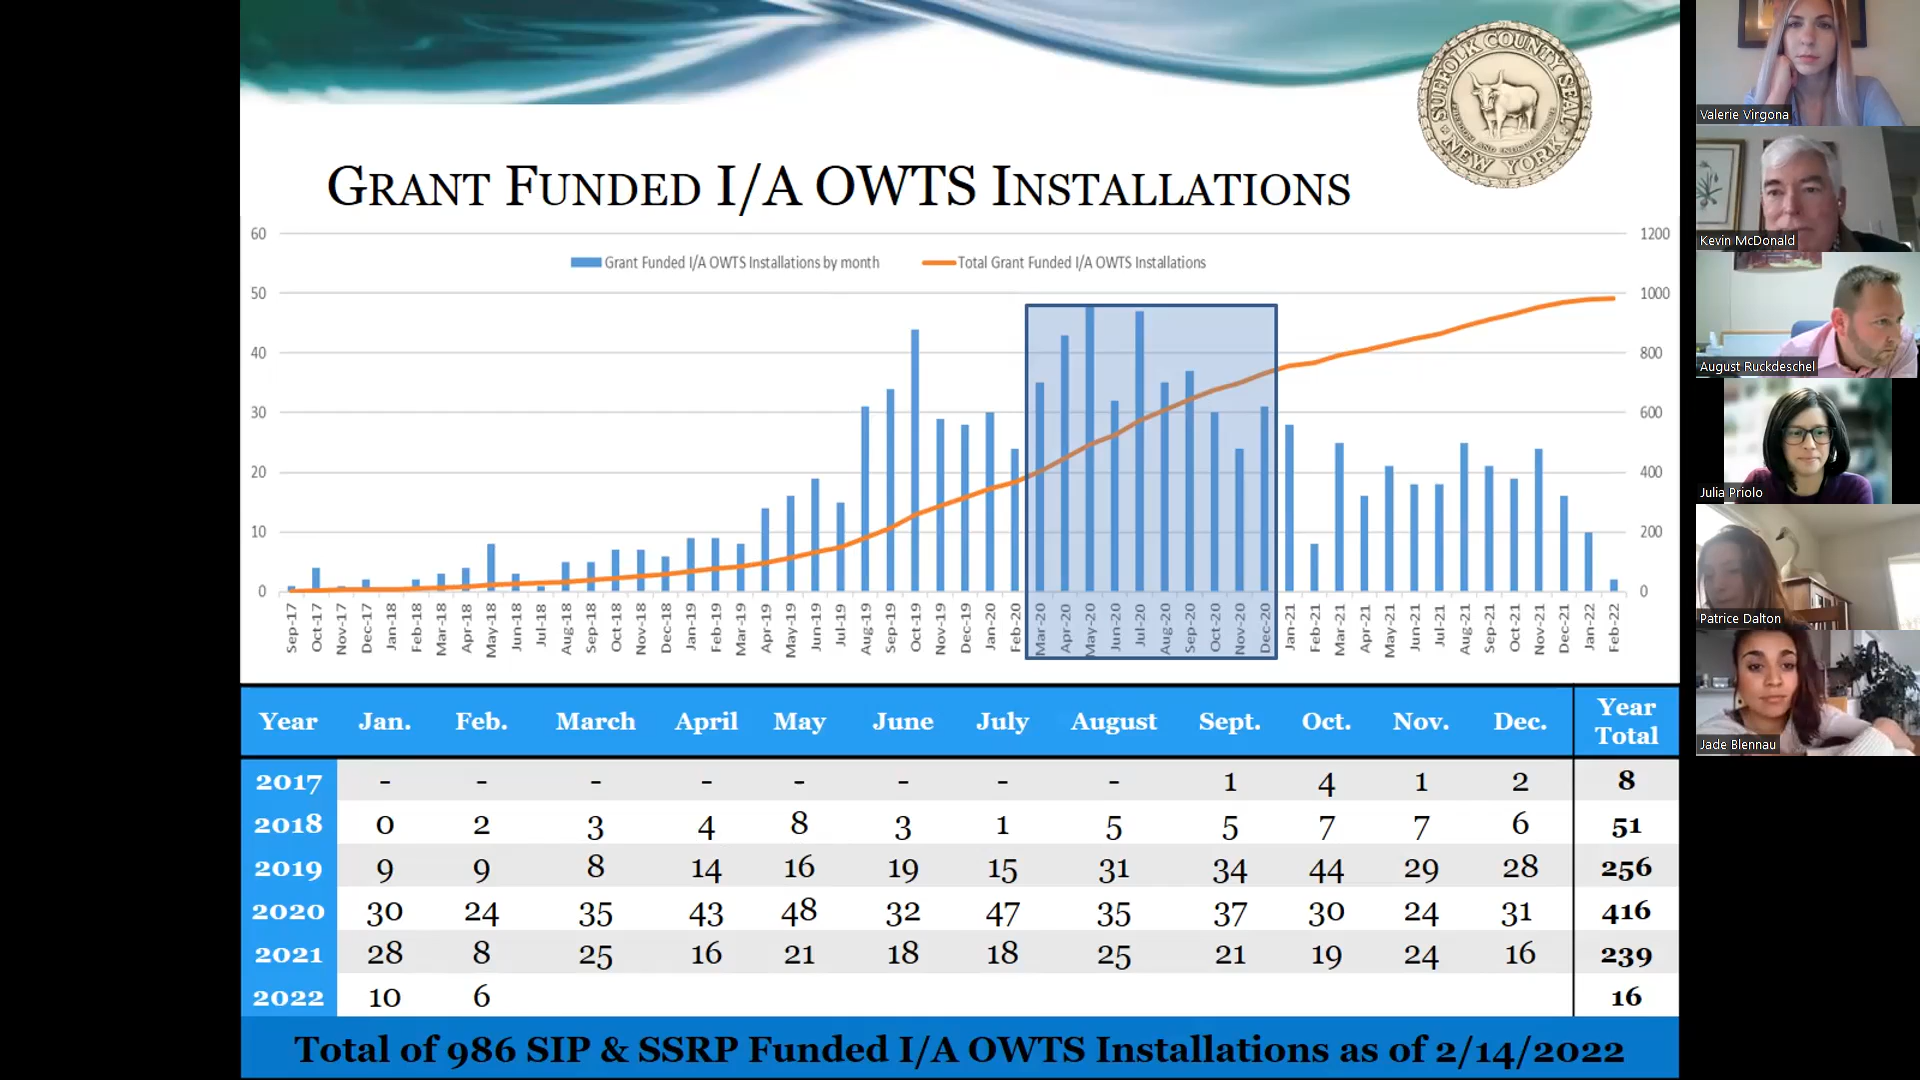 SUFFOLK COUNTY SEAL
NEW YORK
GRANT FUNDED I/A OWTS INSTALLATIONS
60 1200
Grant Funded I/A OWTS Installations by month Total Grant Funded I/A OWTS Installations
50 1000
40 800
30 600
20 400
10 200
0 0
Sep-17 Oct-17 Nov-17 Dec-17 Jan-18 Feb-18 Mar-18 Apr-18 May-18 Jun-18 Jul-18 Aug-18 Sep-18 Oct-18 Nov-18 Dec-18 Jan-19 Feb-19 Mar-19 Apr-19 May-19 Jun-19 Jul-19 Aug-19 Sep-19 Oct-19 Nov-19 Dec-19 Jan-20 Feb-20 Mar-20 Apr-20 May-20 Jun-20 Jul-20 Aug-20 Sep-20 Oct-20 Nov-20 Dec-20 Jan-21 Feb-21 Mar-21 Apr-21 May-21 Jun-21 Jul-21 Aug-21 Sep-21 Oct-21 Nov-21 Dec-21 Jan-22 Feb-22
Year Jan. Feb. March April May June July August Sept. Oct. Nov. Dec. Year Total
2017 - - - - - - - - 1 4 1 2 8
2018 0 2 3 4 8 3 1 5 5 7 7 6 51
2019 9 9 8 14 16 19 15 31 34 44 29 28 256
2020 30 24 35 43 48 32 47 35 37 30 24 31 416
2021 28 8 25 16 21 18 18 25 21 19 24 16 239
2022 10 6 16
Total of 986 SIP & SSRP Funded I/A OWTS Installations as of 2/14/2022
Valerie Virgona
Kevin McDonald
August Ruckdeschel
Julia Priolo
Patrice Dalton
Jade Blennau